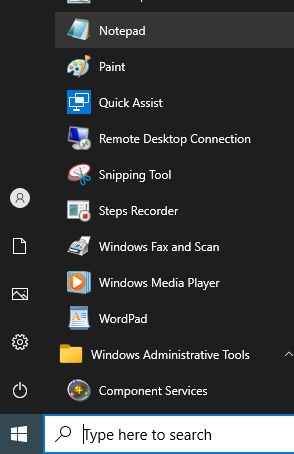 Notepad
Paint
Quick Assist
Remote Desktop Connection
Snipping Tool
Steps Recorder
Windows Fax and Scan
Windows Media Player
WordPad
Windows Administrative Tools
Component Services
Type here to search